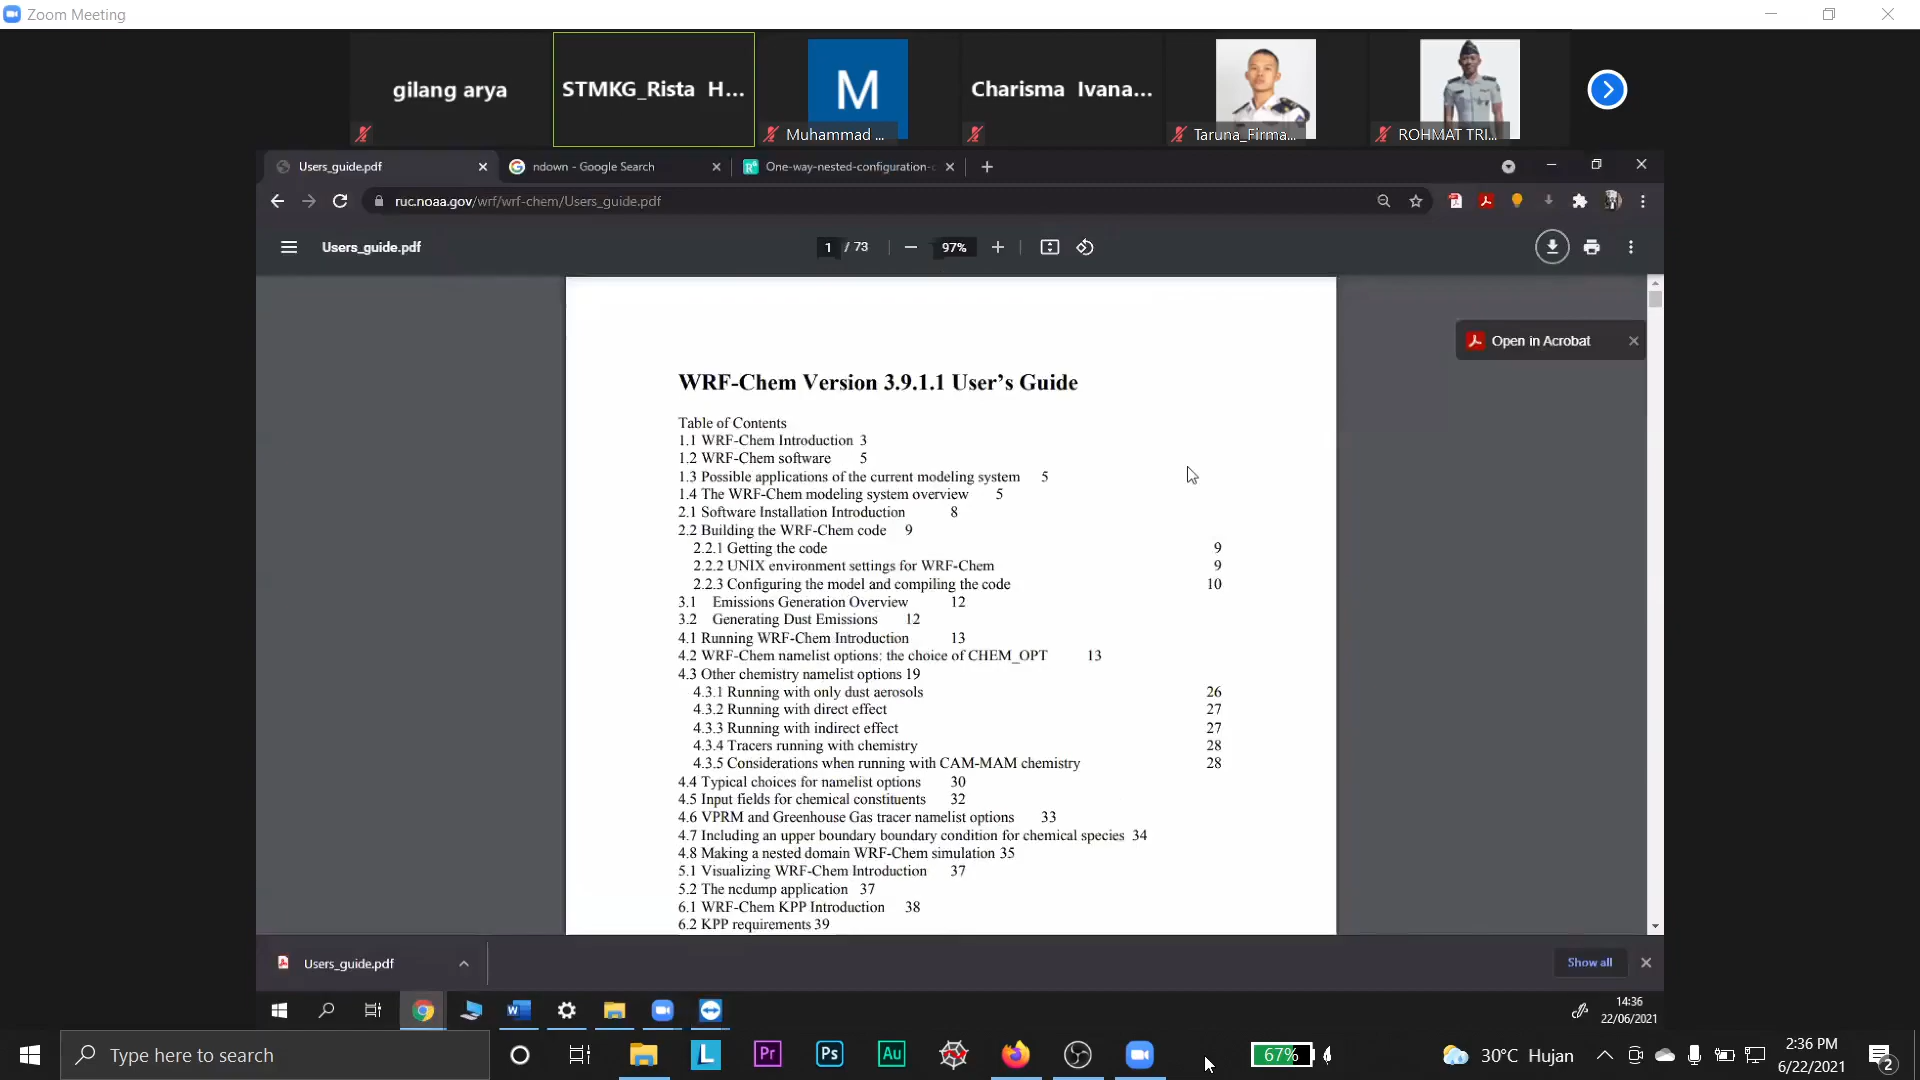 Zoom Meeting
gilang arya
STMKG_Rista H...
M
Muhammad ...
Charisma Ivana...
Taruna_Firma...
ROHMAT TRI...
Users_guide.pdf
ndown - Google Search
One-way-nested-configuration-
ruc.noaa.gov/wrf/wrf-chem/Users_guide.pdf
Users_guide.pdf
1 / 73
97%
Open in Acrobat
WRF-Chem Version 3.9.1.1 User’s Guide
Table of Contents
1.1 WRF-Chem Introduction 3
1.2 WRF-Chem software 5
1.3 Possible applications of the current modeling system 5
1.4 The WRF-Chem modeling system overview 5
2.1 Software Installation Introduction 8
2.2 Building the WRF-Chem code 9
2.2.1 Getting the code 9
2.2.2 UNIX environment settings for WRF-Chem 9
2.2.3 Configuring the model and compiling the code 10
3.1 Emissions Generation Overview 12
3.2 Generating Dust Emissions 12
4.1 Running WRF-Chem Introduction 13
4.2 WRF-Chem namelist options: the choice of CHEM_OPT 13
4.3 Other chemistry namelist options 19
4.3.1 Running with only dust aerosols 26
4.3.2 Running with direct effect 27
4.3.3 Running with indirect effect 27
4.3.4 Tracers running with chemistry 28
4.3.5 Considerations when running with CAM-MAM chemistry 28
4.4 Typical choices for namelist options 30
4.5 Input fields for chemical constituents 32
4.6 VPRM and Greenhouse Gas tracer namelist options 33
4.7 Including an upper boundary boundary condition for chemical species 34
4.8 Making a nested domain WRF-Chem simulation 35
5.1 Visualizing WRF-Chem Introduction 37
5.2 The ncdump application 37
6.1 WRF-Chem KPP Introduction 38
6.2 KPP requirements 39
Users_guide.pdf
Show all
14:36
22/06/2021
Type here to search
L
Pr
Ps
Au
67%
30°C Hujan
2:36 PM
6/22/2021
2